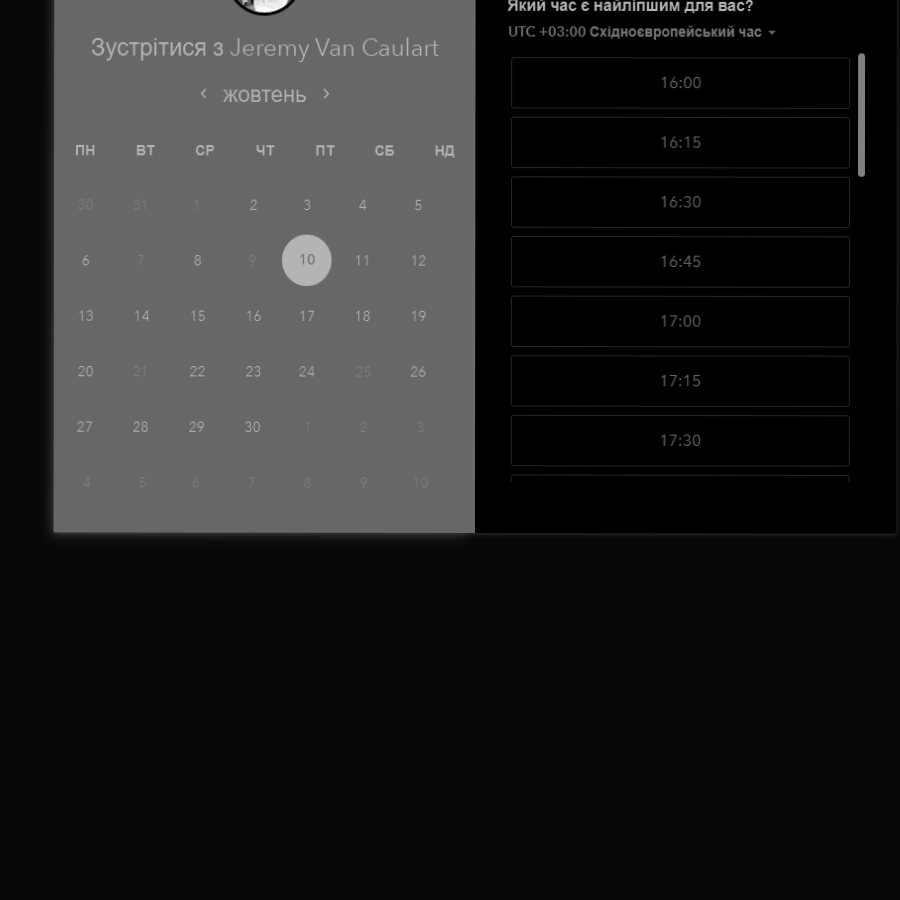 Зустрітися з Jeremy Van Caulart
‹ жовтень ›
ПН ВТ СР ЧТ ПТ СБ НД
30 31 1 2 3 4 5
6 7 8 9 10 11 12
13 14 15 16 17 18 19
20 21 22 23 24 25 26
27 28 29 30 1 2 3
4 5 6 7 8 9 10
Який час є найліпшим для вас?
UTC +03:00 Східноєвропейський час
16:00
16:15
16:30
16:45
17:00
17:15
17:30